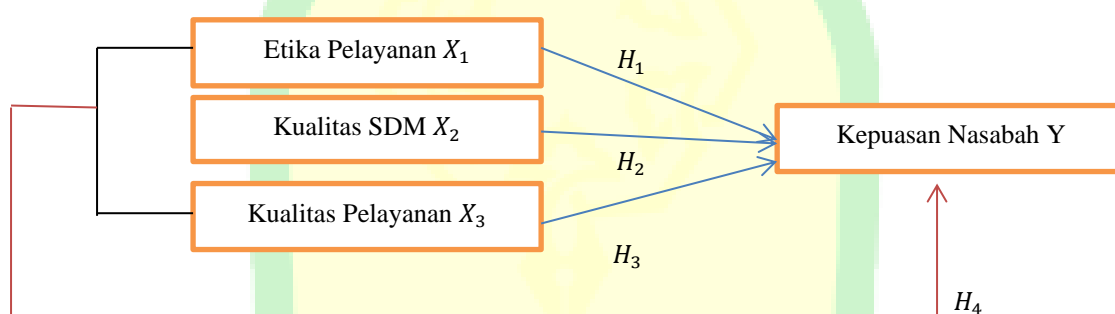 Etika Pelayanan X₁
H₁
Kualitas SDM X₂
Kepuasan Nasabah Y
H₂
Kualitas Pelayanan X₃
H₃
H₄